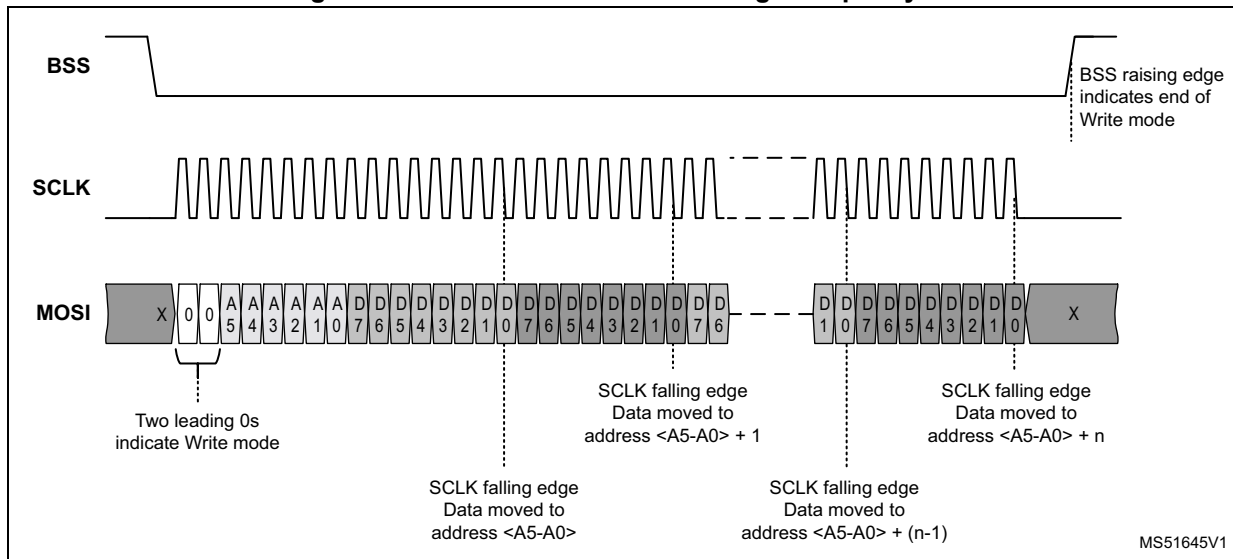 BSS
BSS raising edge
indicates end of
Write mode
SCLK
MOSI
X 0 0 A5 A4 A3 A2 A1 A0 D7 D6 D5 D4 D3 D2 D1 D0 D7 D6 D5 D4 D3 D2 D1 D0 D7 D6 D1 D0 D7 D6 D5 D4 D3 D2 D1 D0 X
Two leading 0s
indicate Write mode
SCLK falling edge
Data moved to
address <A5-A0> + 1
SCLK falling edge
Data moved to
address <A5-A0> + n
SCLK falling edge
Data moved to
address <A5-A0>
SCLK falling edge
Data moved to
address <A5-A0> + (n-1)
MS51645V1